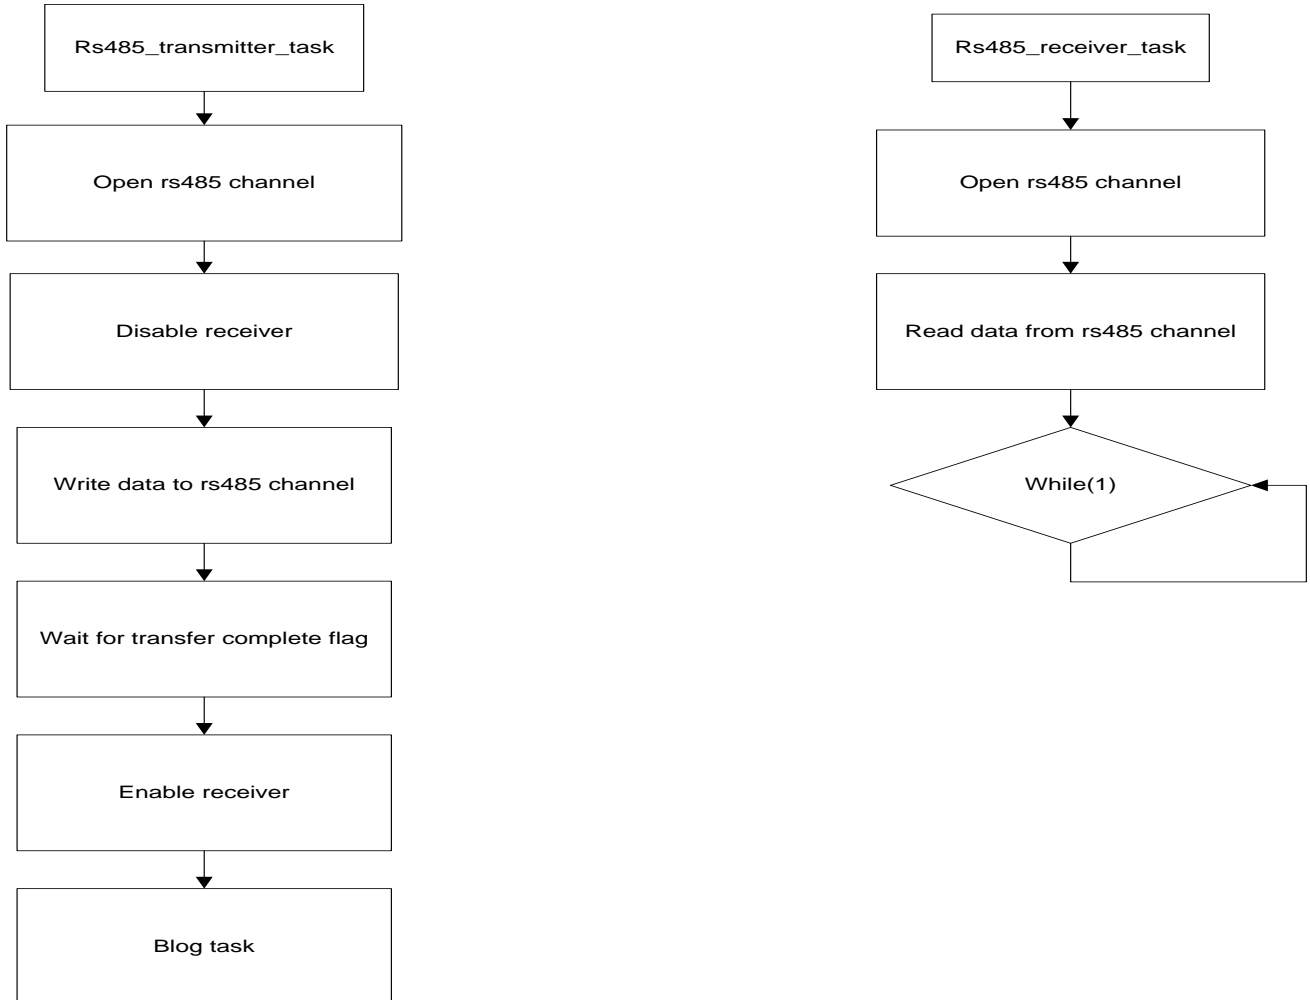 Rs485_transmitter_task
Open rs485 channel
Disable receiver
Write data to rs485 channel
Wait for transfer complete flag
Enable receiver
Blog task
Rs485_receiver_task
Open rs485 channel
Read data from rs485 channel
While(1)